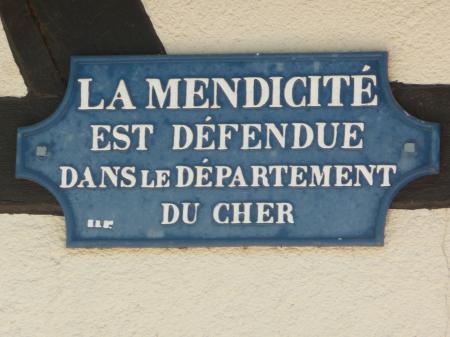 LA MENDICITÉ
EST DÉFENDUE
DANS LE DÉPARTEMENT
DU CHER